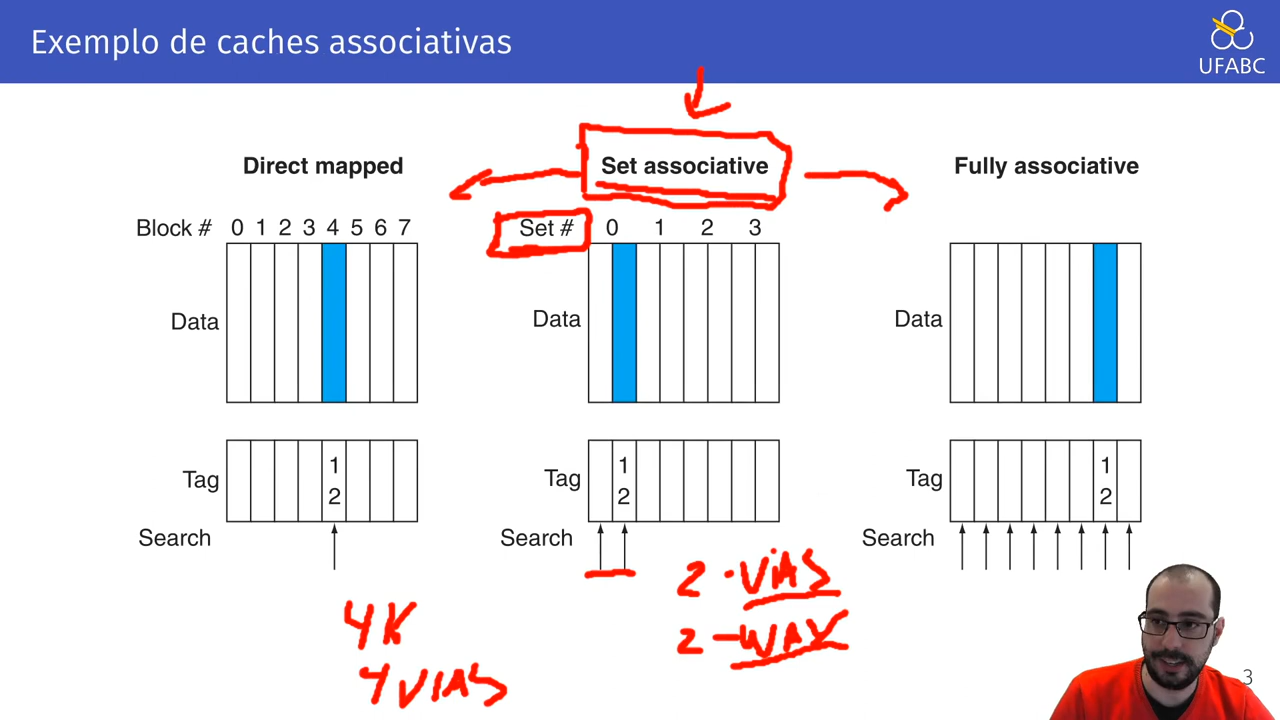 Exemplo de caches associativas
UFABC
Direct mapped
Block # 0 1 2 3 4 5 6 7
Data
Tag 1 2
Search
Set associative
Set # 0 1 2 3
Data
Tag 1 2
Search
Fully associative
Data
Tag 1 2
Search
2-ViAS
2-WAY
4K
4 VIAS
3